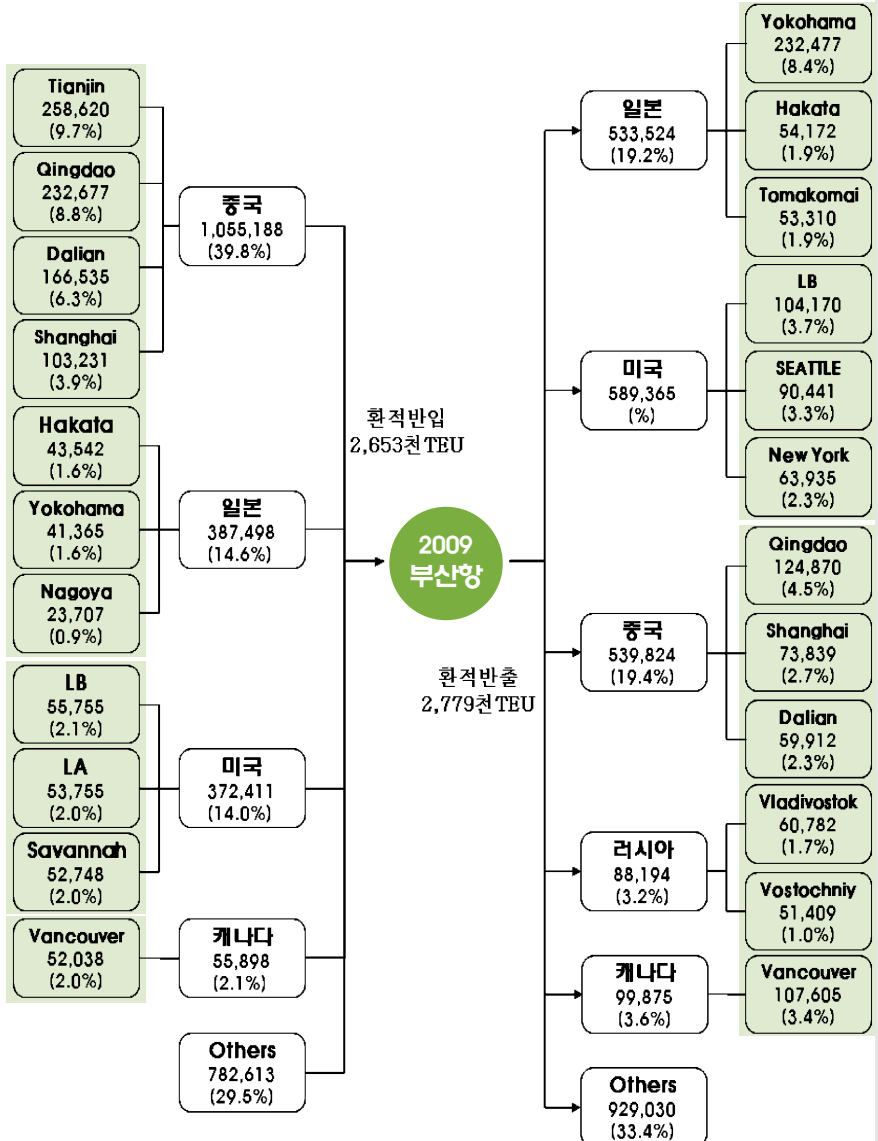 Tianjin
258,620
(9.7%)
Qingdao
232,677
(8.8%)
Dalian
166,535
(6.3%)
Shanghai
103,231
(3.9%)
중국
1,055,188
(39.8%)
Hakata
43,542
(1.6%)
Yokohama
41,365
(1.6%)
Nagoya
23,707
(0.9%)
일본
387,498
(14.6%)
LB
55,755
(2.1%)
LA
53,755
(2.0%)
Savannah
52,748
(2.0%)
미국
372,411
(14.0%)
Vancouver
52,038
(2.0%)
캐나다
55,898
(2.1%)
Others
782,613
(29.5%)
환적반입
2,653천TEU
2009
부산항
환적반출
2,779천TEU
일본
533,524
(19.2%)
Yokohama
232,477
(8.4%)
Hakata
54,172
(1.9%)
Tomakomai
53,310
(1.9%)
미국
589,365
(%)
LB
104,170
(3.7%)
SEATTLE
90,441
(3.3%)
New York
63,935
(2.3%)
중국
539,824
(19.4%)
Qingdao
124,870
(4.5%)
Shanghai
73,839
(2.7%)
Dalian
59,912
(2.3%)
러시아
88,194
(3.2%)
Vladivostok
60,782
(1.7%)
Vostochniy
51,409
(1.0%)
캐나다
99,875
(3.6%)
Vancouver
107,605
(3.4%)
Others
929,030
(33.4%)